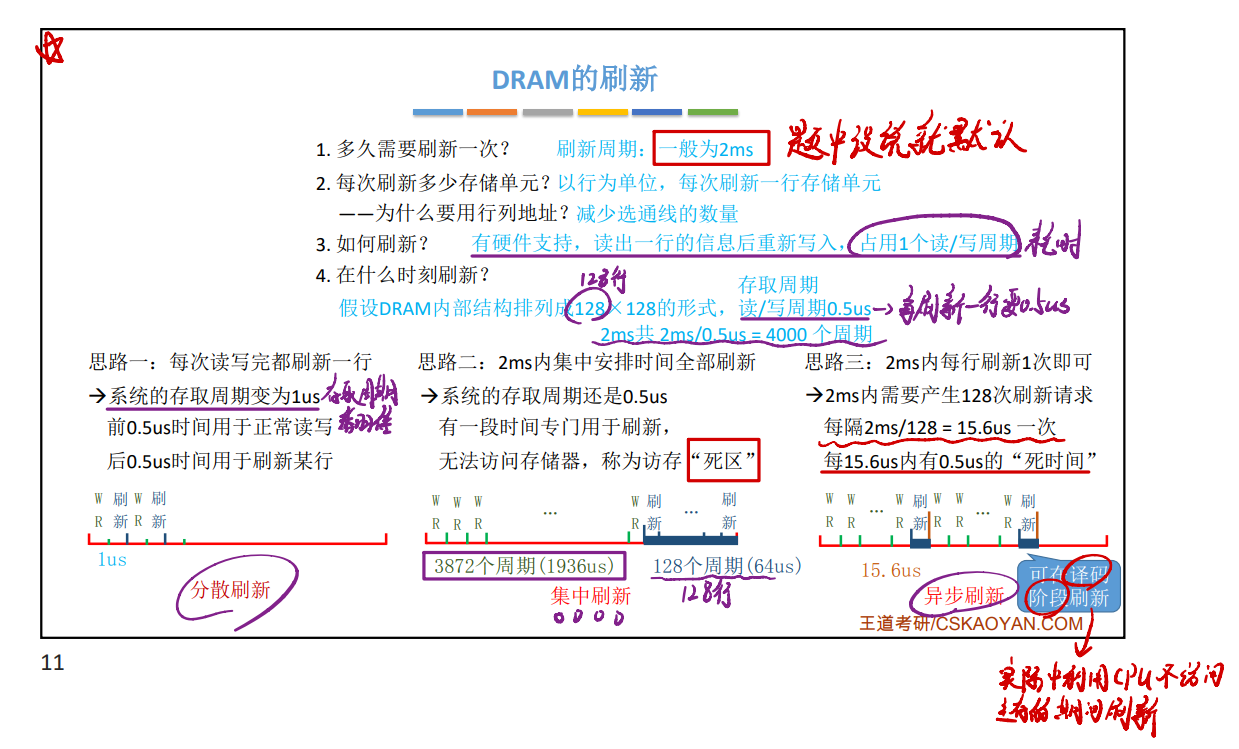 DRAM的刷新
1. 多久需要刷新一次？ 刷新周期：一般为2ms 题中没说就默认
2. 每次刷新多少存储单元？以行为单位，每次刷新一行存储单元
——为什么要用行列地址？减少选通线的数量
3. 如何刷新？ 有硬件支持，读出一行的信息后重新写入，占用1个读/写周期 耗时
4. 在什么时刻刷新？
128行 存取周期
假设DRAM内部结构排列成128×128的形式，读/写周期0.5us →每刷新一行要0.5us
2ms共 2ms/0.5us = 4000 个周期
思路一：每次读写完都刷新一行
→系统的存取周期变为1us 存取周期
前0.5us时间用于正常读写
后0.5us时间用于刷新某行
W 刷 W 刷
R 新 R 新
1us
分散刷新
思路二：2ms内集中安排时间全部刷新
→系统的存取周期还是0.5us
有一段时间专门用于刷新，
无法访问存储器，称为访存“死区”
W W W ... W 刷 ... 刷
R R R R 新 新
3872个周期(1936us) 128个周期(64us)
集中刷新 128行
思路三：2ms内每行刷新1次即可
→2ms内需要产生128次刷新请求
每隔2ms/128 = 15.6us 一次
每15.6us内有0.5us的“死时间”
W W ... W 刷 W W ... W 刷
R R R 新 R R R 新
15.6us 可在译码
异步刷新 阶段刷新
王道考研/CSKAOYAN.COM
11
实际中利用CPU不访问
主存的期间刷新